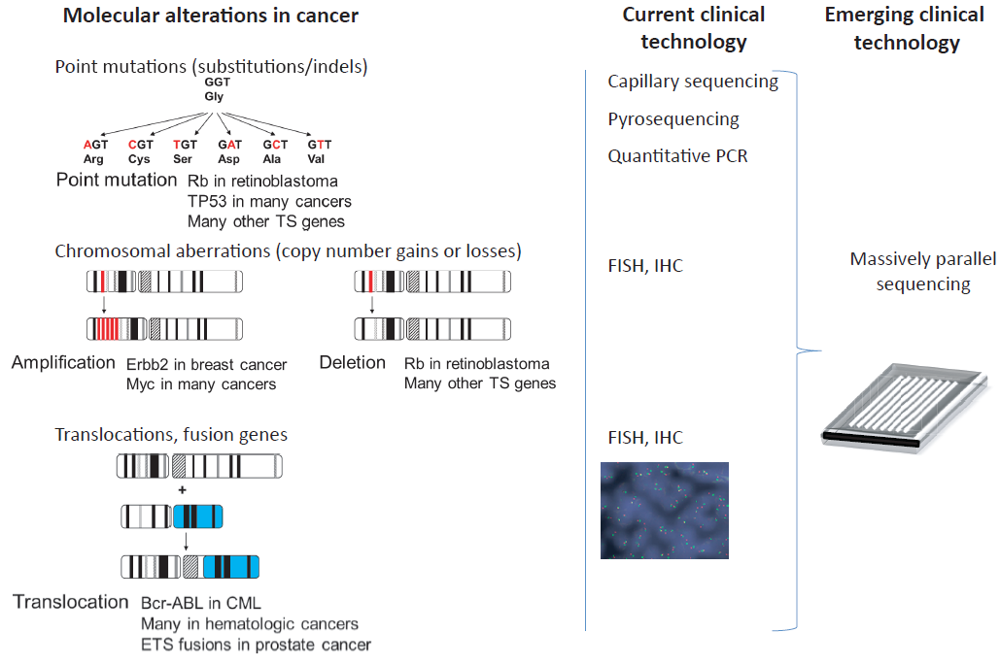 Molecular alterations in cancer
Current clinical
technology
Emerging clinical
technology
Point mutations (substitutions/indels)
GGT
Gly
AGT CGT TGT GAT GCT GTT
Arg Cys Ser Asp Ala Val
Point mutation
Rb in retinoblastoma
TP53 in many cancers
Many other TS genes
Capillary sequencing
Pyrosequencing
Quantitative PCR
Chromosomal aberrations (copy number gains or losses)
FISH, IHC
Massively parallel
sequencing
Amplification
Erbb2 in breast cancer
Myc in many cancers
Deletion
Rb in retinoblastoma
Many other TS genes
Translocations, fusion genes
FISH, IHC
+
Translocation
Bcr-ABL in CML
Many in hematologic cancers
ETS fusions in prostate cancer